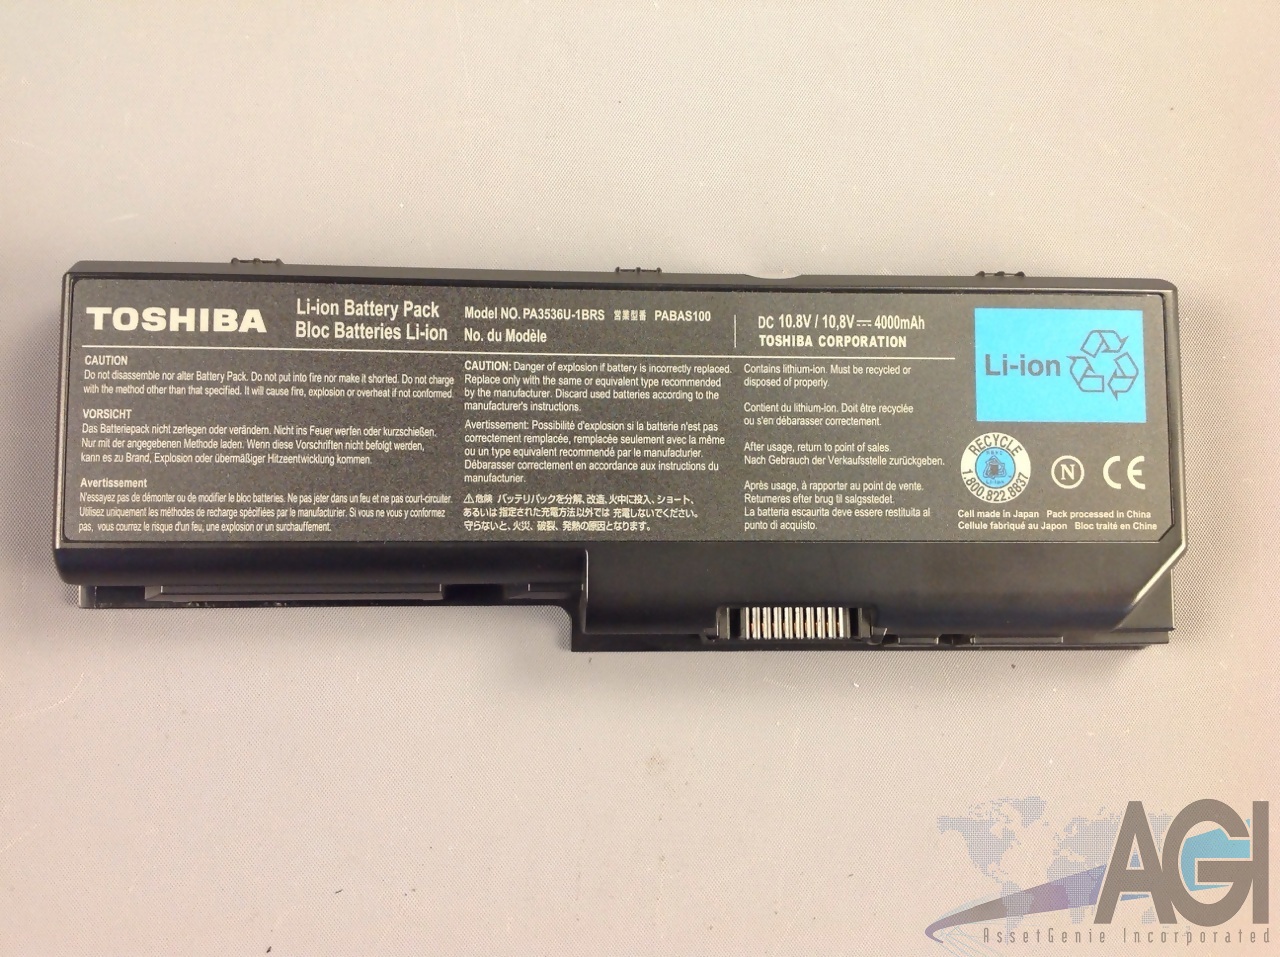 TOSHIBA
Li-ion Battery Pack
Bloc Batteries Li-ion
Model NO. PA3536U-1BRS 営業型番 PABAS100
No. du Modèle
DC 10.8V / 10,8V 4000mAh
TOSHIBA CORPORATION
CAUTION
Do not disassemble nor alter Battery Pack. Do not put into fire nor make it shorted. Do not charge
with the method other than that specified. It will cause fire, explosion or overheat if not conformed.
VORSICHT
Das Batteriepack nicht zerlegen oder verändern. Nicht ins Feuer werfen oder kurzschießen.
Nur mit der angegebenen Methode laden. Wenn diese Vorschriften nicht befolgt werden,
kann es zu Brand, Explosion oder übermäßiger Hitzeentwicklung kommen.
Avertissement
N'essayez pas de démonter ou de modifier le bloc batteries. Ne pas jeter dans un feu et ne pas court-circuiter.
Utilisez uniquement les méthodes de recharge spécifiées par le manufacturier. Si vous ne vous y conformez
pas, vous courrez le risque d'un feu, une explosion or un surchauffement.
CAUTION: Danger of explosion if battery is incorrectly replaced.
Replace only with the same or equivalent type recommended
by the manufacturer. Discard used batteries according to the
manufacturer's instructions.
Avertissement: Possibilité d'explosion si la batterie n'est pas
correctement remplacée, remplacée seulement avec la même
ou un type equivalent recommendé par le manufacturier.
Débarasser correctement en accordance aux instructions du
manufacturier.
⚠危険 バッテリパックを分解、改造、火中に投入、ショート、
あるいは 指定された充電方法以外では 充電しないでください。
守らないと、火災、破裂、発熱の原因となります。
Contains lithium-ion. Must be recycled or
disposed of properly.
Contient du lithium-ion. Doit être recyclée
ou s'en débarasser correctement.
After usage, return to point of sales.
Nach Gebrauch der Verkaufsstelle zurückgeben.
Après usage, à rapporter au point de vente.
Returneres efter brug til salgsstedet.
La batteria escaurita deve essere restituita al
punto di acquisto.
Li-ion
RECYCLE
1.800.822.8837
Li-Ion
N
CE
Cell made in Japan Pack processed in China
Cellule fabriqué au Japon Bloc traité en Chine
AGI
AssetGenie Incorporated